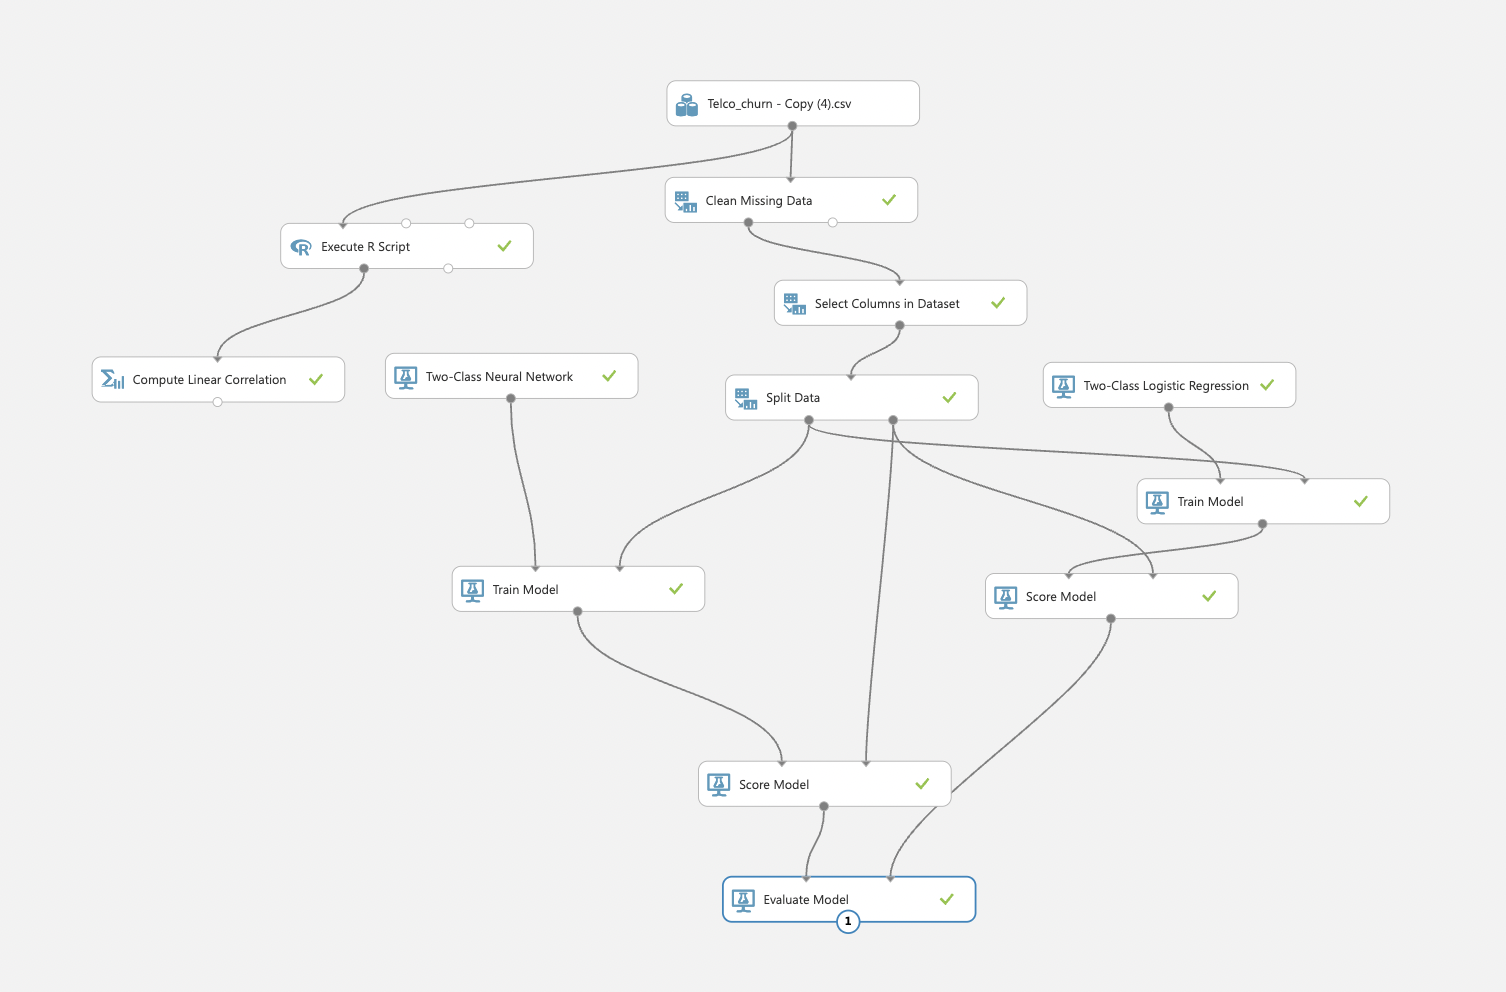 Telco_churn - Copy (4).csv
Clean Missing Data
Execute R Script
Select Columns in Dataset
Compute Linear Correlation
Two-Class Neural Network
Split Data
Two-Class Logistic Regression
Train Model
Train Model
Score Model
Score Model
Evaluate Model
1